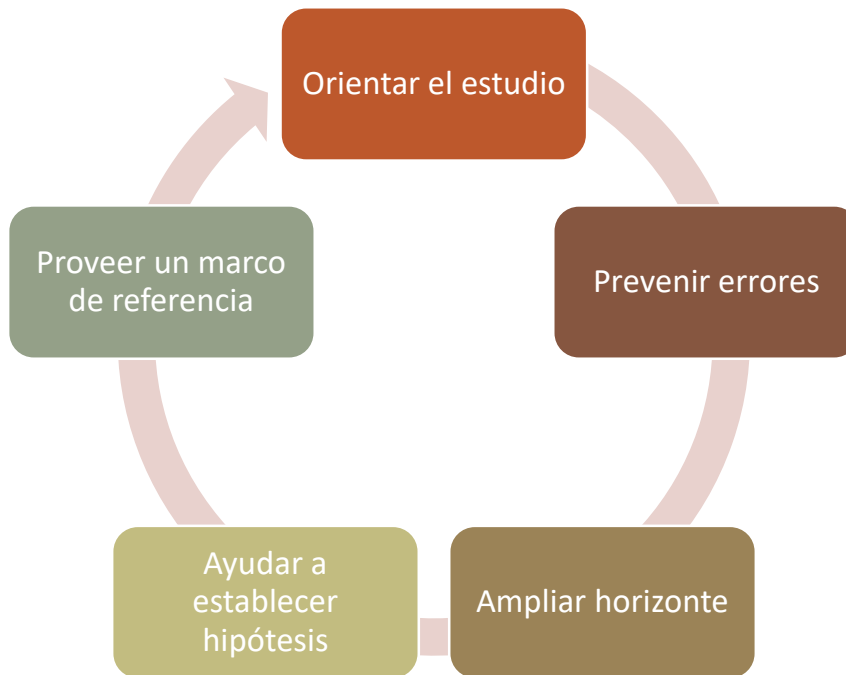 Orientar el estudio
Prevenir errores
Ampliar horizonte
Ayudar a
establecer
hipótesis
Proveer un marco
de referencia